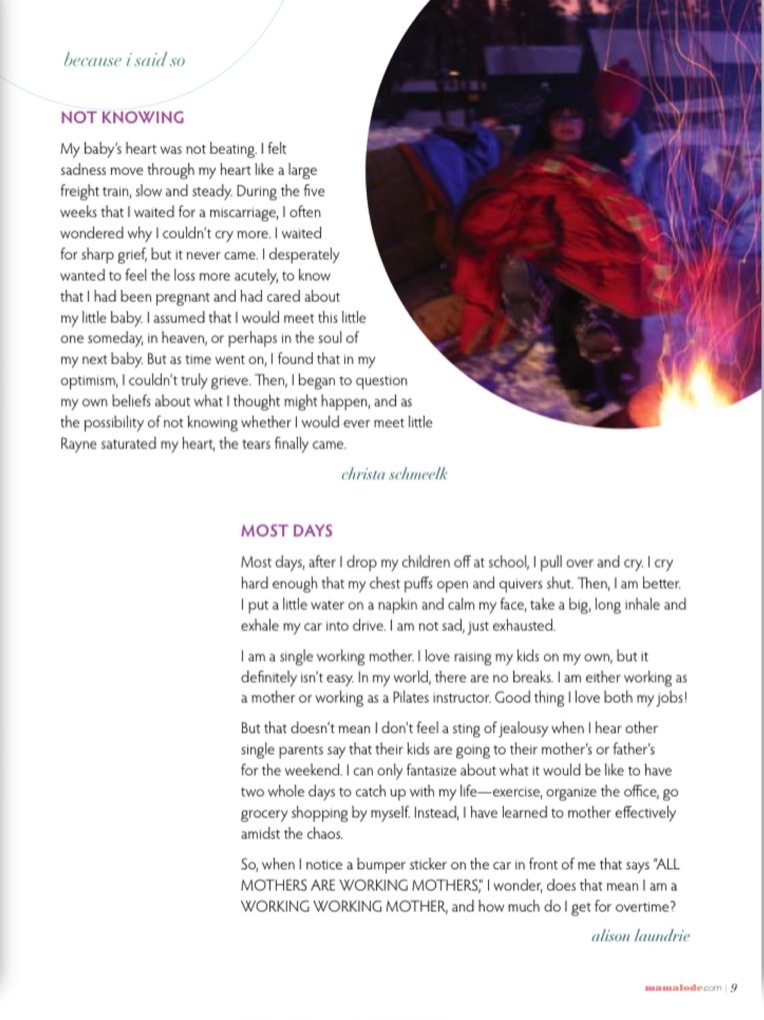 because i said so
NOT KNOWING
My baby's heart was not beating. I felt
sadness move through my heart like a large
freight train, slow and steady. During the five
weeks that I waited for a miscarriage, I often
wondered why I couldn't cry more. I waited
for sharp grief, but it never came. I desperately
wanted to feel the loss more acutely, to know
that I had been pregnant and had cared about
my little baby. I assumed that I would meet this little
one someday, in heaven, or perhaps in the soul of
my next baby. But as time went on, I found that in my
optimism, I couldn't truly grieve. Then, I began to question
my own beliefs about what I thought might happen, and as
the possibility of not knowing whether I would ever meet little
Rayne saturated my heart, the tears finally came.
christa schmeelk
MOST DAYS
Most days, after I drop my children off at school, I pull over and cry. I cry
hard enough that my chest puffs open and quivers shut. Then, I am better.
I put a little water on a napkin and calm my face, take a big, long inhale and
exhale my car into drive. I am not sad, just exhausted.
I am a single working mother. I love raising my kids on my own, but it
definitely isn't easy. In my world, there are no breaks. I am either working as
a mother or working as a Pilates instructor. Good thing I love both my jobs!
But that doesn't mean I don't feel a sting of jealousy when I hear other
single parents say that their kids are going to their mother's or father's
for the weekend. I can only fantasize about what it would be like to have
two whole days to catch up with my life—exercise, organize the office, go
grocery shopping by myself. Instead, I have learned to mother effectively
amidst the chaos.
So, when I notice a bumper sticker on the car in front of me that says "ALL
MOTHERS ARE WORKING MOTHERS," I wonder, does that mean I am a
WORKING WORKING MOTHER, and how much do I get for overtime?
alison laundrie
mamalode.com | 9